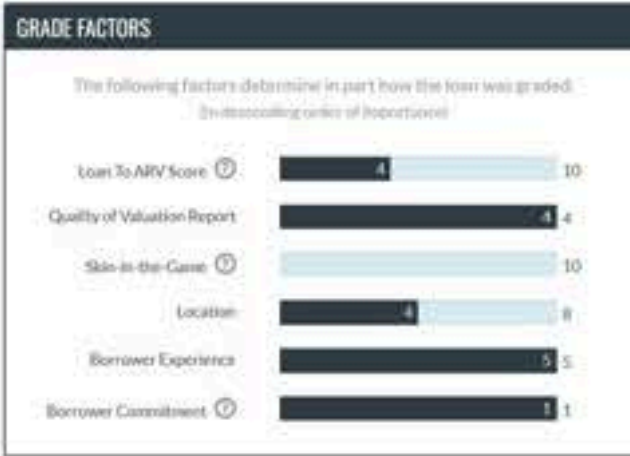 GRADE FACTORS
The following factors determine in part how the loan was graded.
(in descending order of importance)
Loan To ARV Score ? 4 10
Quality of Valuation Report 4 4
Skin-in-the-Game ? 10
Location 4 8
Borrower Experience 5 5
Borrower Commitment ? 1 1